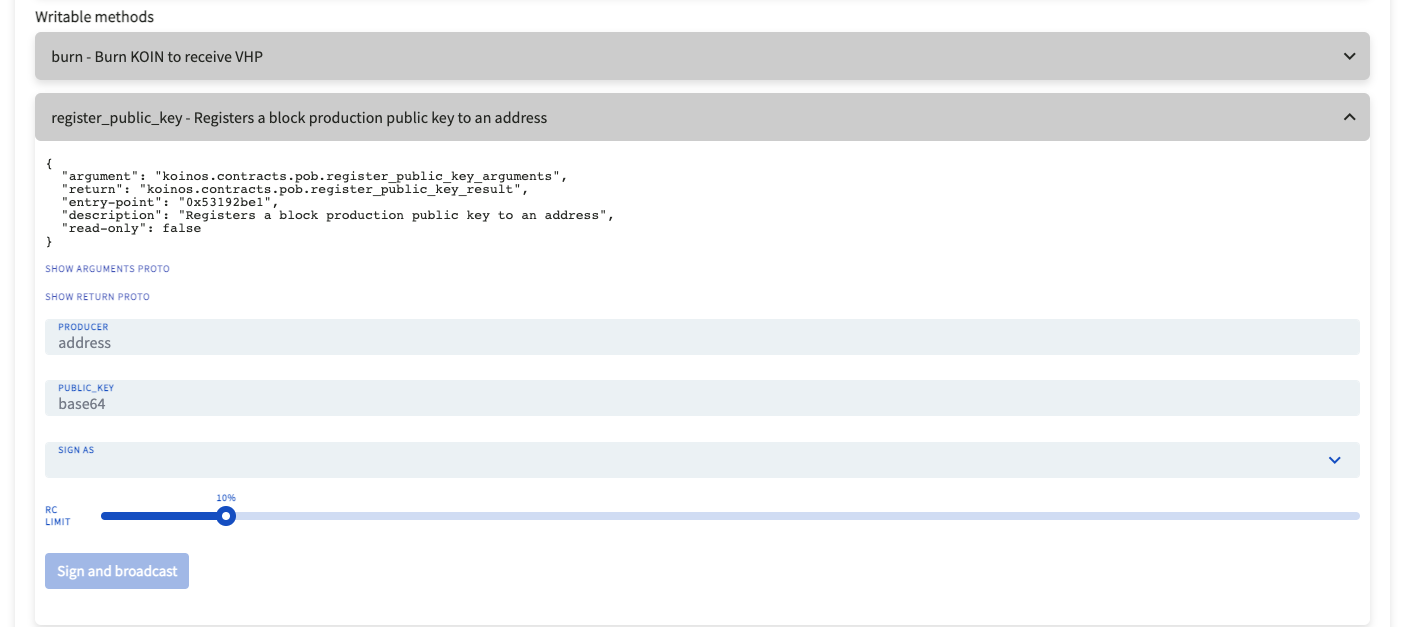 Writable methods
burn - Burn KOIN to receive VHP
register_public_key - Registers a block production public key to an address
{
  "argument": "koinos.contracts.pob.register_public_key_arguments",
  "return": "koinos.contracts.pob.register_public_key_result",
  "entry-point": "0x53192be1",
  "description": "Registers a block production public key to an address",
  "read-only": false
}
SHOW ARGUMENTS PROTO
SHOW RETURN PROTO
PRODUCER
address
PUBLIC_KEY
base64
SIGN AS
10%
RC
LIMIT
Sign and broadcast